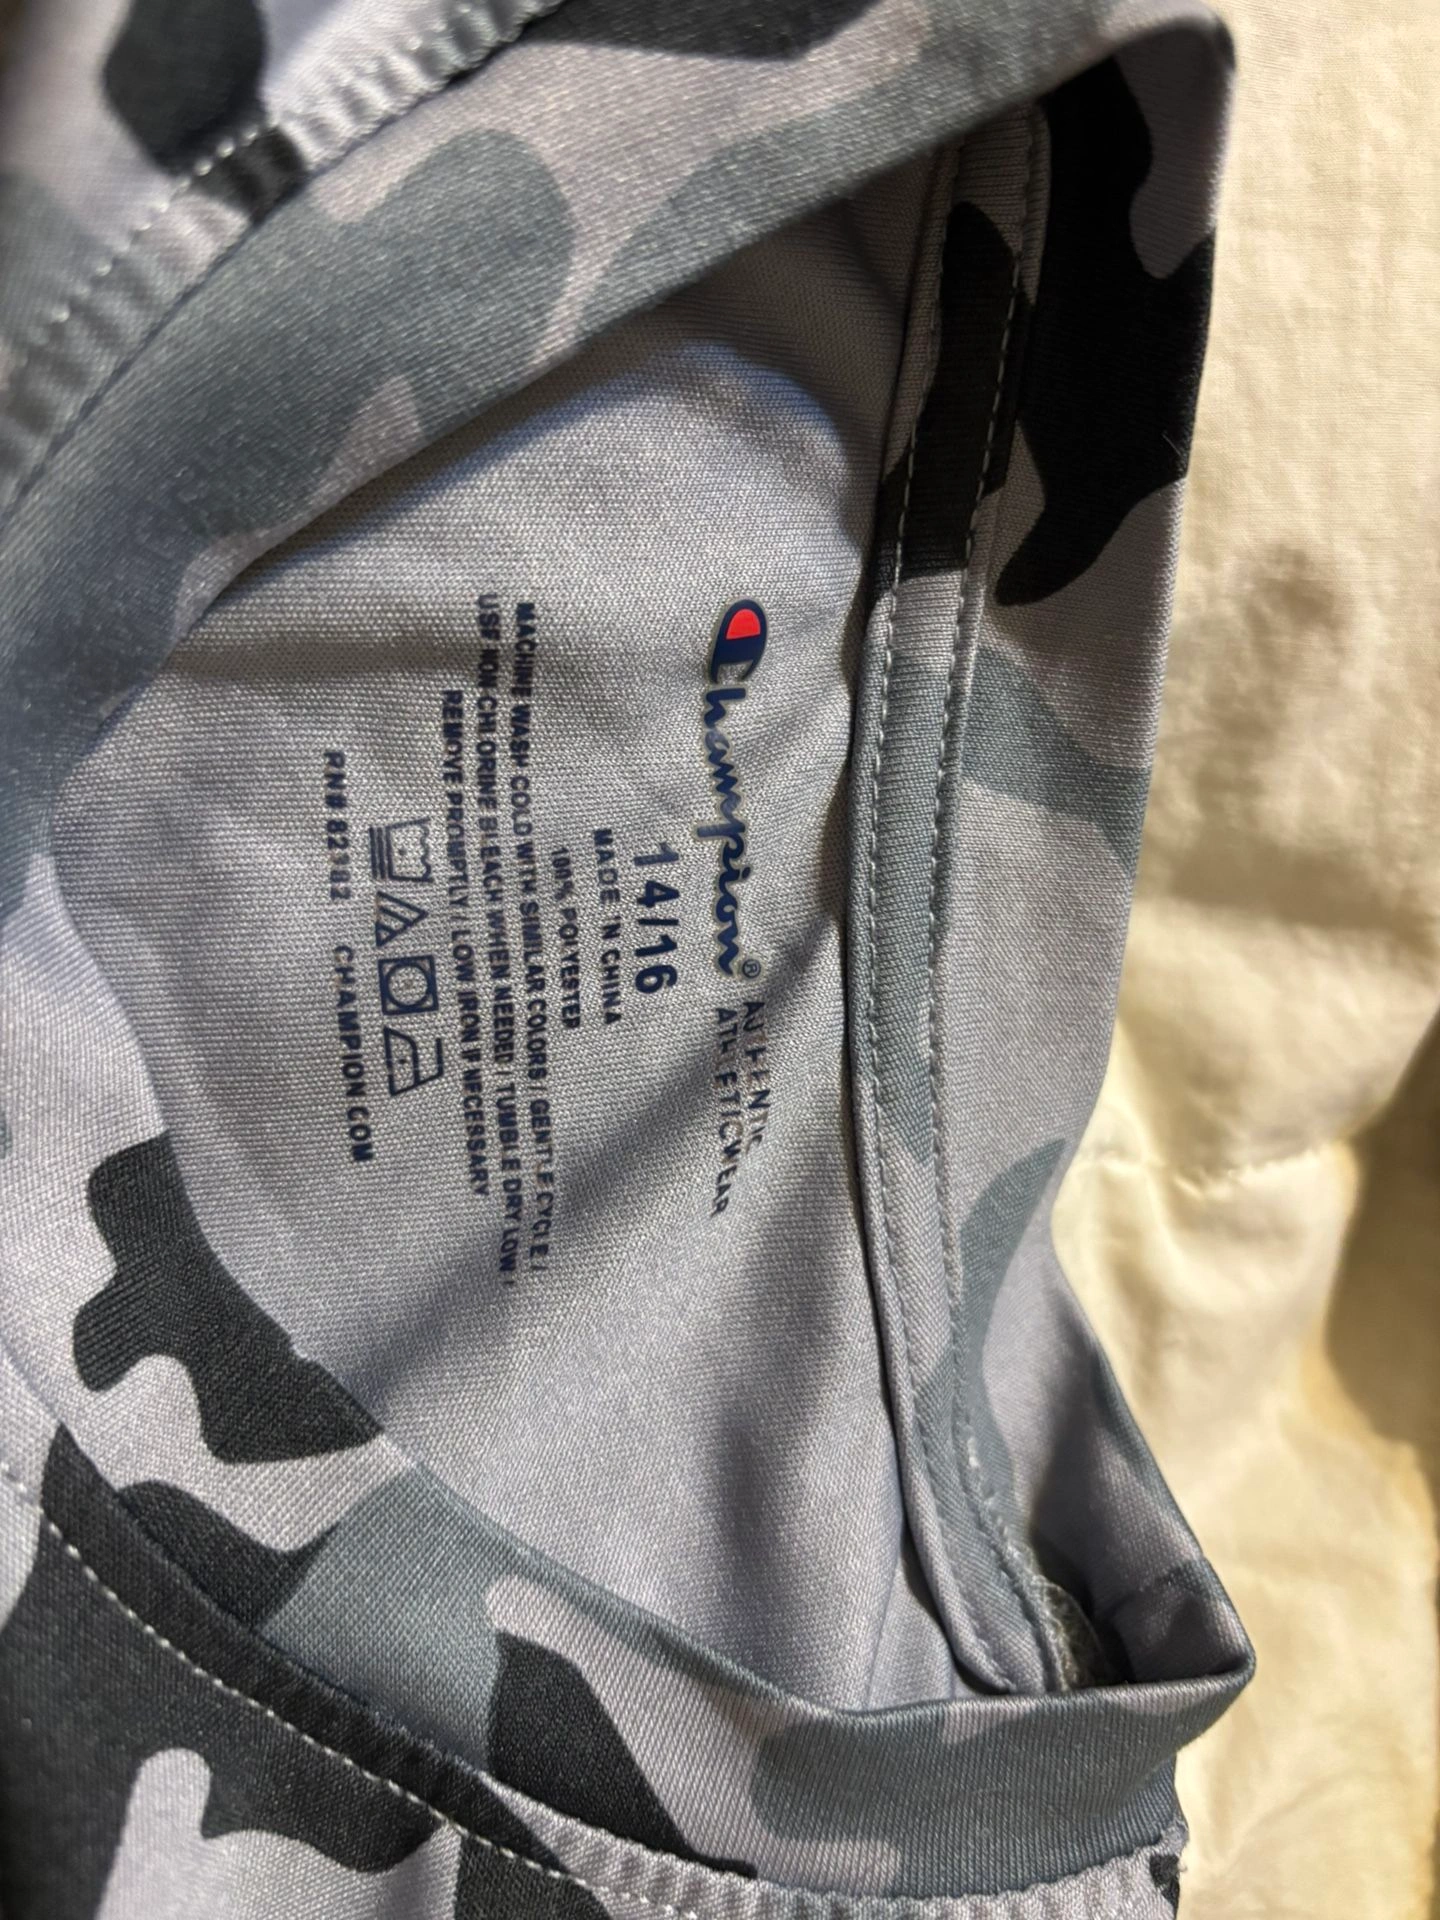 Champion® AUTHENTIC
ATHLETICWEAR
14/16
MADE IN CHINA
100% POLYESTER
MACHINE WASH COLD WITH SIMILAR COLORS / GENTLE CYCLE /
USE NON CHLORINE BLEACH WHEN NEEDED / TUMBLE DRY LOW /
REMOVE PROMPTLY / LOW IRON IF NECESSARY
RN# 82382 CHAMPION.COM